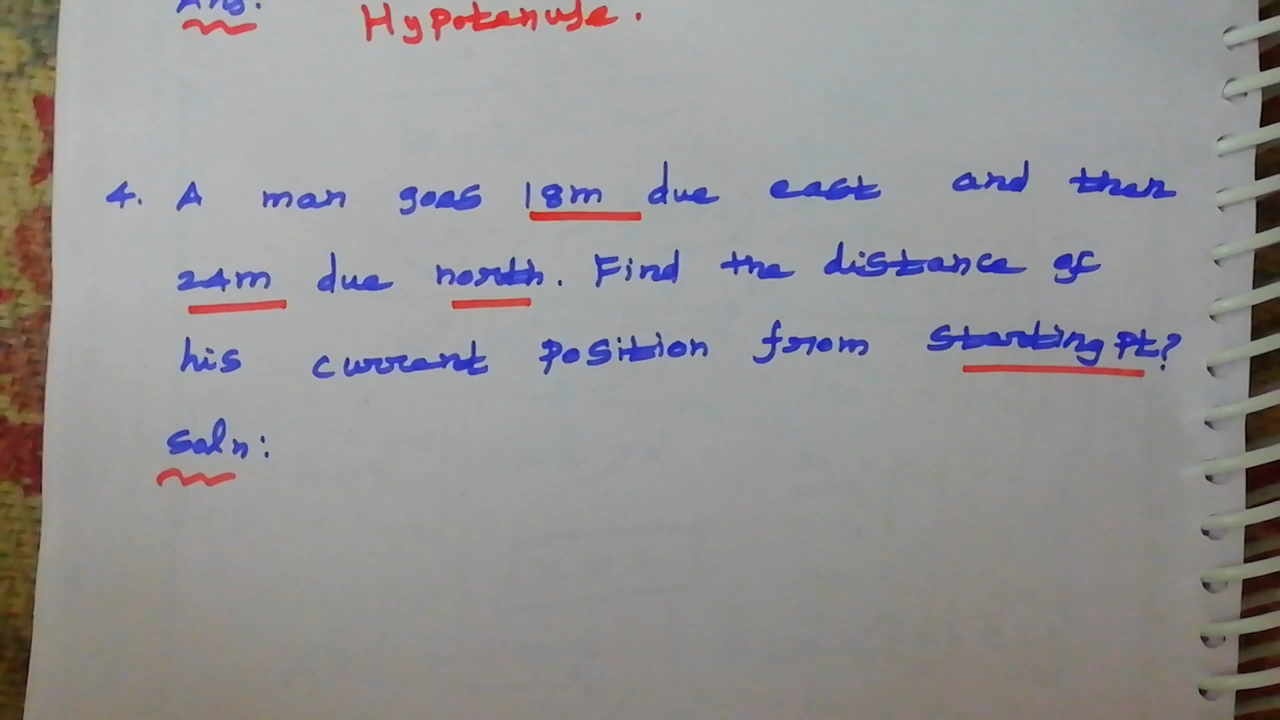 Ans:
Hypotenuse.
4. A man goes 18m due east and then
24m due north. Find the distance of
his current position from starting Pt?
Soln: